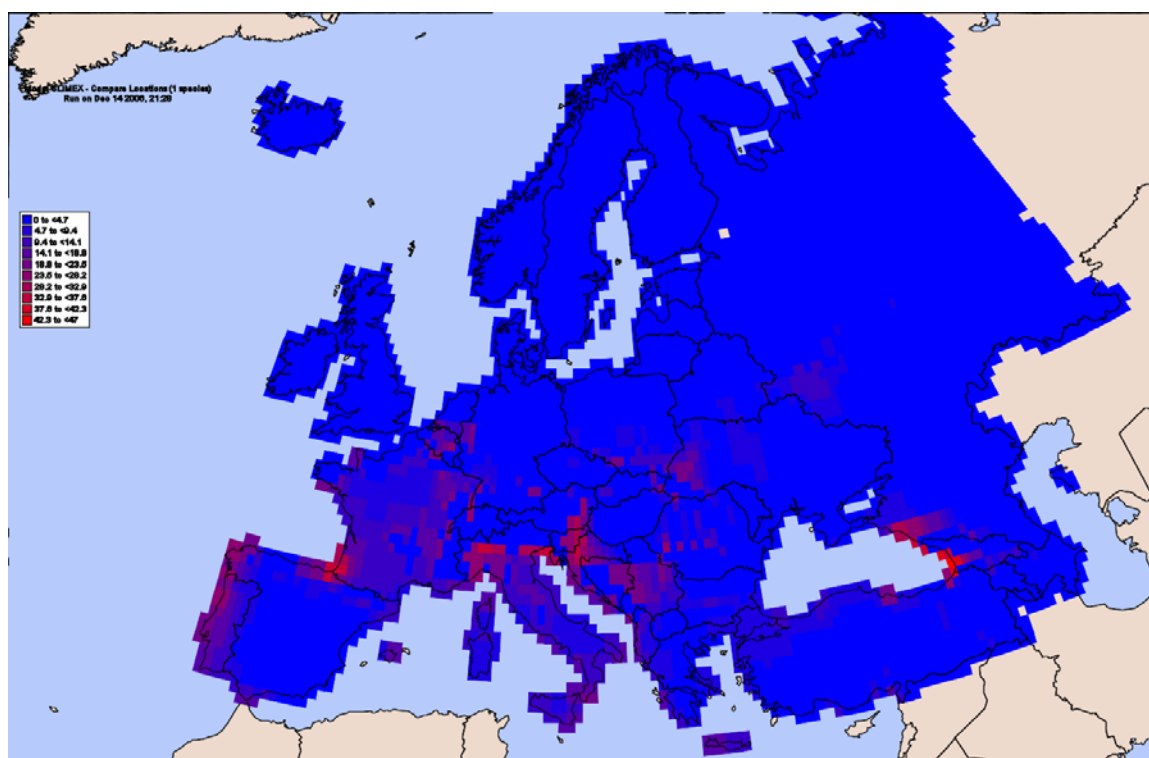 CLIMEX - Compare Locations (1 species)
Run on Dec 14 2006, 21:28
0 to <4.7
4.7 to <9.4
9.4 to <14.1
14.1 to <18.8
18.8 to <23.5
23.5 to <28.2
28.2 to <32.9
32.9 to <37.6
37.6 to <42.3
42.3 to <47